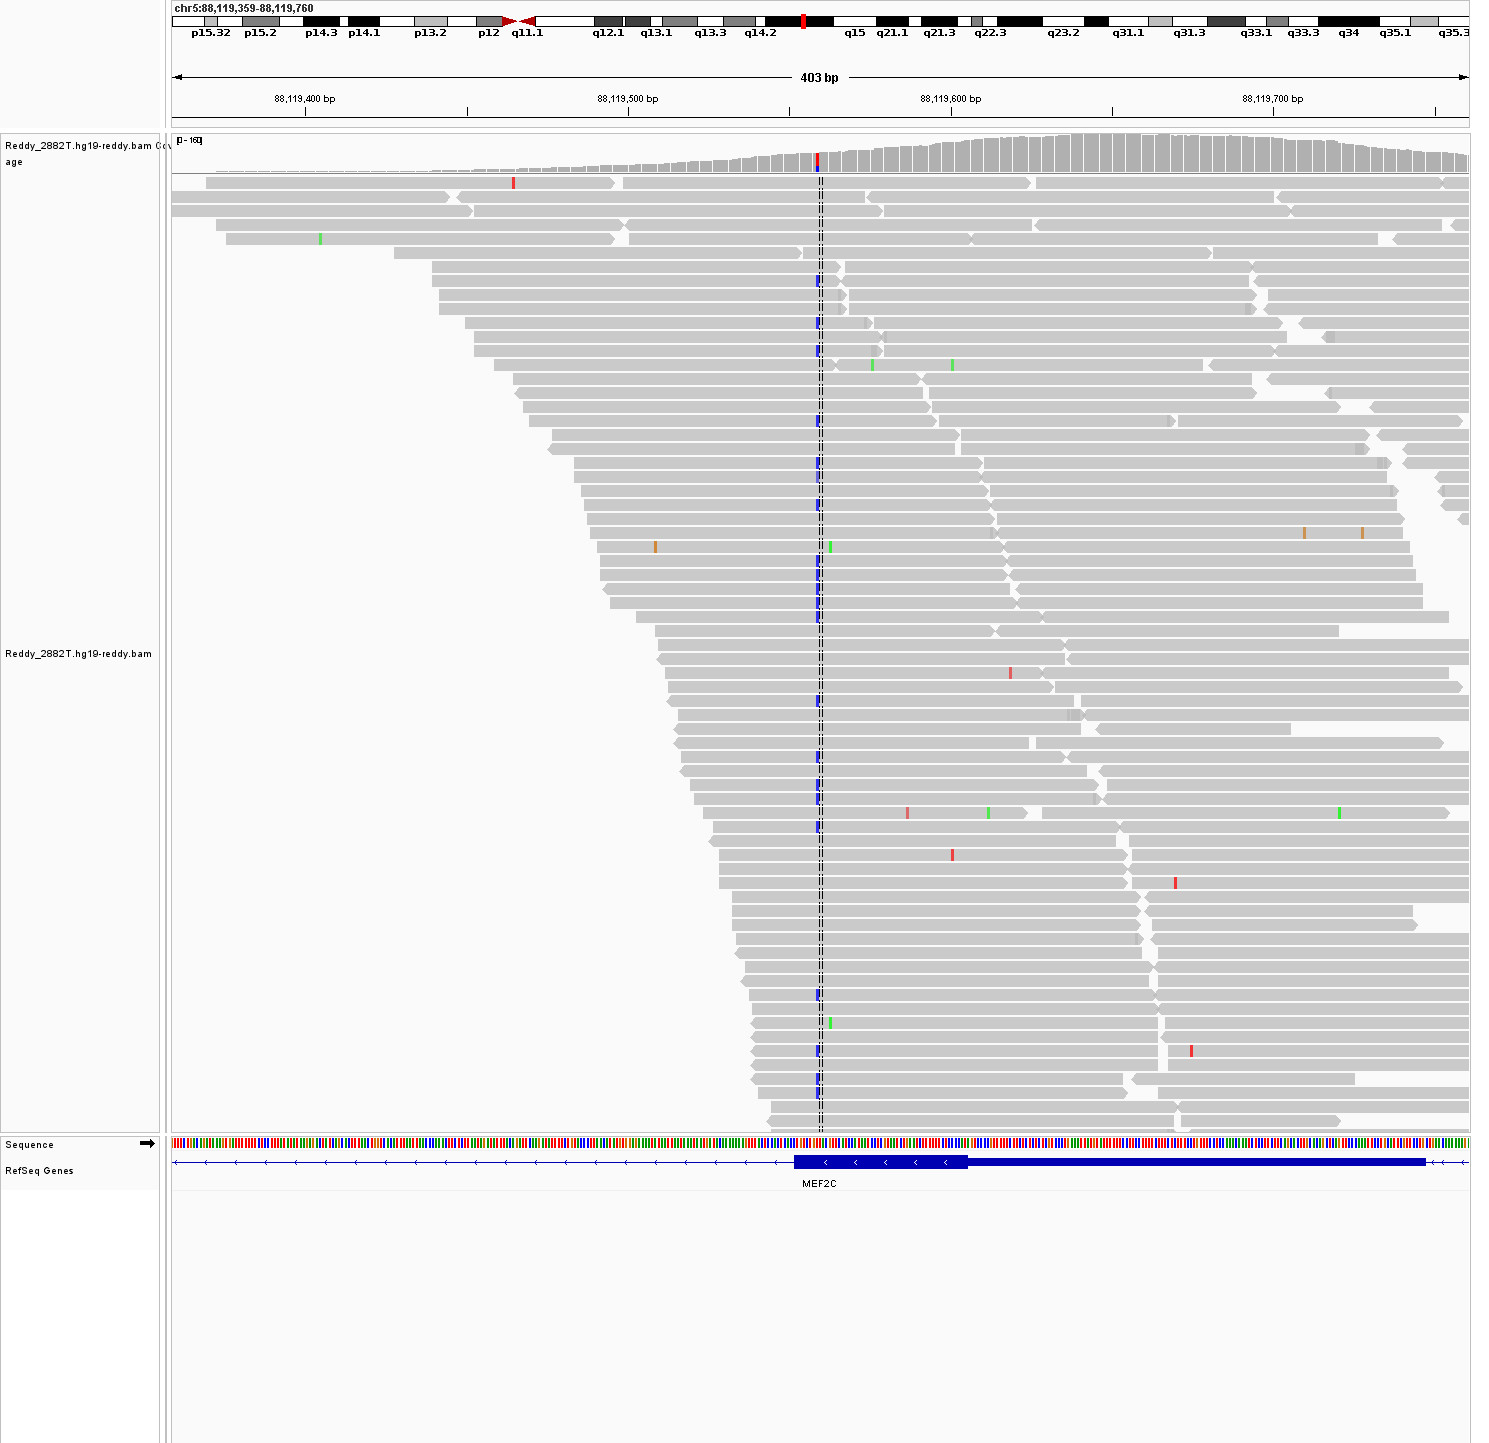 chr5:88,119,359-88,119,760
p15.32 p15.2 p14.3 p14.1 p13.2 p12 q11.1 q12.1 q13.1 q13.3 q14.2 q15 q21.1 q21.3 q22.3 q23.2 q31.1 q31.3 q33.1 q33.3 q34 q35.1 q35.3
403 bp
88,119,400 bp 88,119,500 bp 88,119,600 bp 88,119,700 bp
Reddy_2882T.hg19-reddy.bam Cov
age
[0 - 160]
Reddy_2882T.hg19-reddy.bam
Sequence
RefSeq Genes
MEF2C